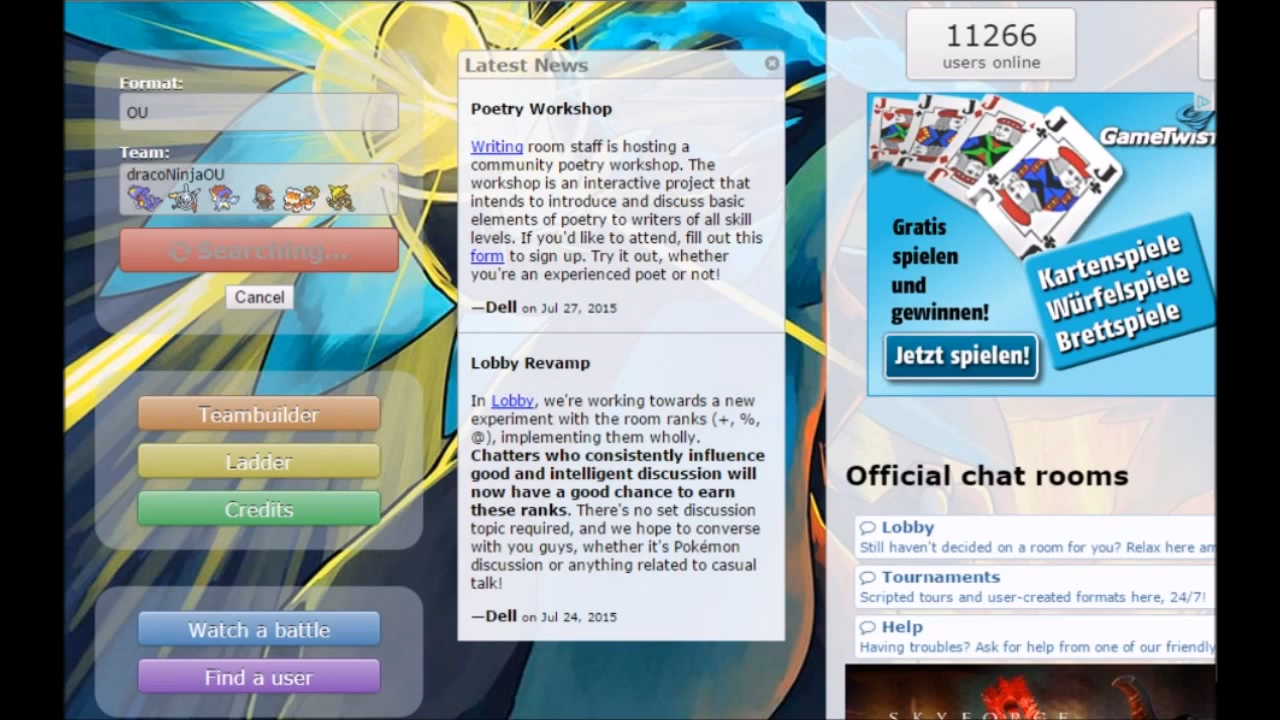 Format:
OU
Team:
dracoNinjaOU
Searching...
Cancel
Teambuilder
Ladder
Credits
Watch a battle
Find a user
Latest News
Poetry Workshop
Writing room staff is hosting a
community poetry workshop. The
workshop is an interactive project that
intends to introduce and discuss basic
elements of poetry to writers of all skill
levels. If you'd like to attend, fill out this
form to sign up. Try it out, whether
you're an experienced poet or not!
—Dell on Jul 27, 2015
Lobby Revamp
In Lobby, we're working towards a new
experiment with the room ranks (+, %,
@), implementing them wholly.
Chatters who consistently influence
good and intelligent discussion will
now have a good chance to earn
these ranks. There's no set discussion
topic required, and we hope to converse
with you guys, whether it's Pokémon
discussion or anything related to casual
talk!
—Dell on Jul 24, 2015
11266
users online
J J J J J
GameTwist
Gratis
spielen
und
gewinnen!
Kartenspiele
Würfelspiele
Brettspiele
Jetzt spielen!
Official chat rooms
Lobby
Still haven't decided on a room for you? Relax here am
Tournaments
Scripted tours and user-created formats here, 24/7!
Help
Having troubles? Ask for help from one of our friendly
SKYFORGE